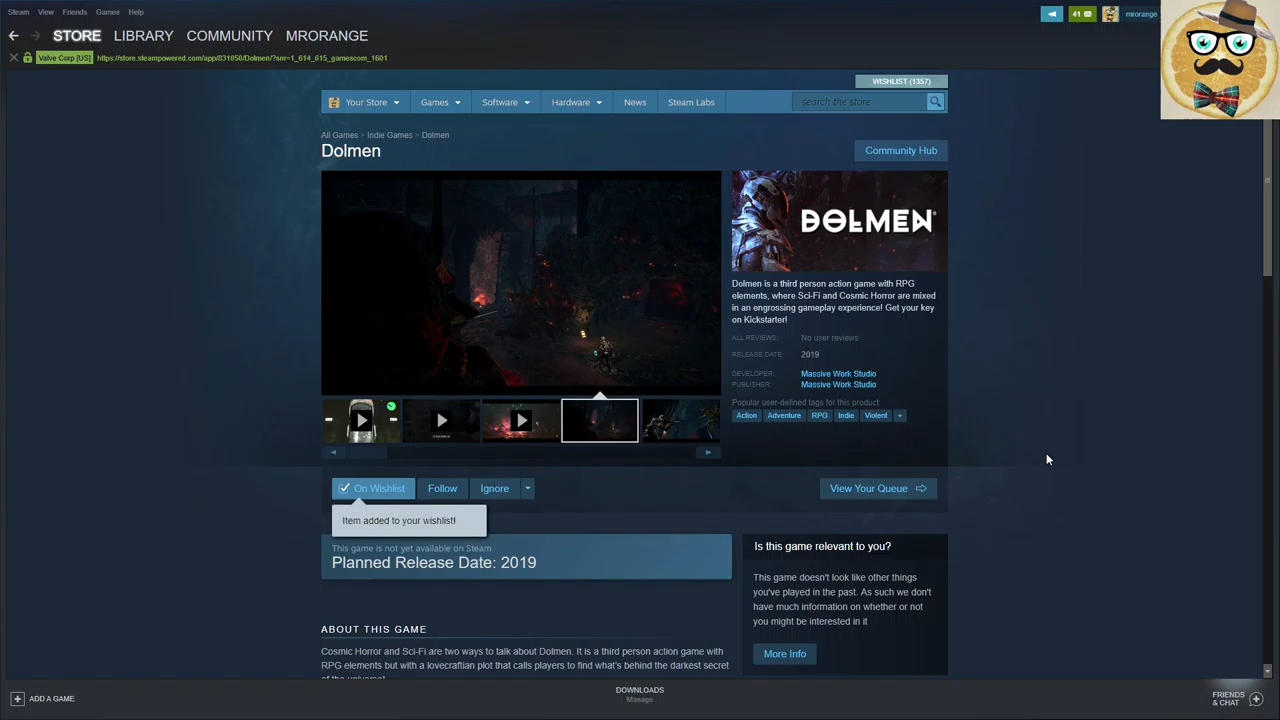 Steam View Friends Games Help
41 mrorange
STORE LIBRARY COMMUNITY MRORANGE
Valve Corp [US] https://store.steampowered.com/app/831050/Dolmen/?snr=1_614_615_gamescom_1601
WISHLIST (1357)
Your Store Games Software Hardware News Steam Labs search the store
All Games > Indie Games > Dolmen
Dolmen
Community Hub
DOLMEN
Dolmen is a third person action game with RPG
elements, where Sci-Fi and Cosmic Horror are mixed
in an engrossing gameplay experience! Get your key
on Kickstarter!
ALL REVIEWS: No user reviews
RELEASE DATE: 2019
DEVELOPER: Massive Work Studio
PUBLISHER: Massive Work Studio
Popular user-defined tags for this product:
Action Adventure RPG Indie Violent +
On Wishlist Follow Ignore View Your Queue
Item added to your wishlist!
This game is not yet available on Steam
Planned Release Date: 2019
Is this game relevant to you?
This game doesn't look like other things
you've played in the past. As such we don't
have much information on whether or not
you might be interested in it
More Info
ABOUT THIS GAME
Cosmic Horror and Sci-Fi are two ways to talk about Dolmen. It is a third person action game with
RPG elements but with a lovecraftian plot that calls players to find what's behind the darkest secret
of the universe!
ADD A GAME
DOWNLOADS
Manage
FRIENDS
& CHAT